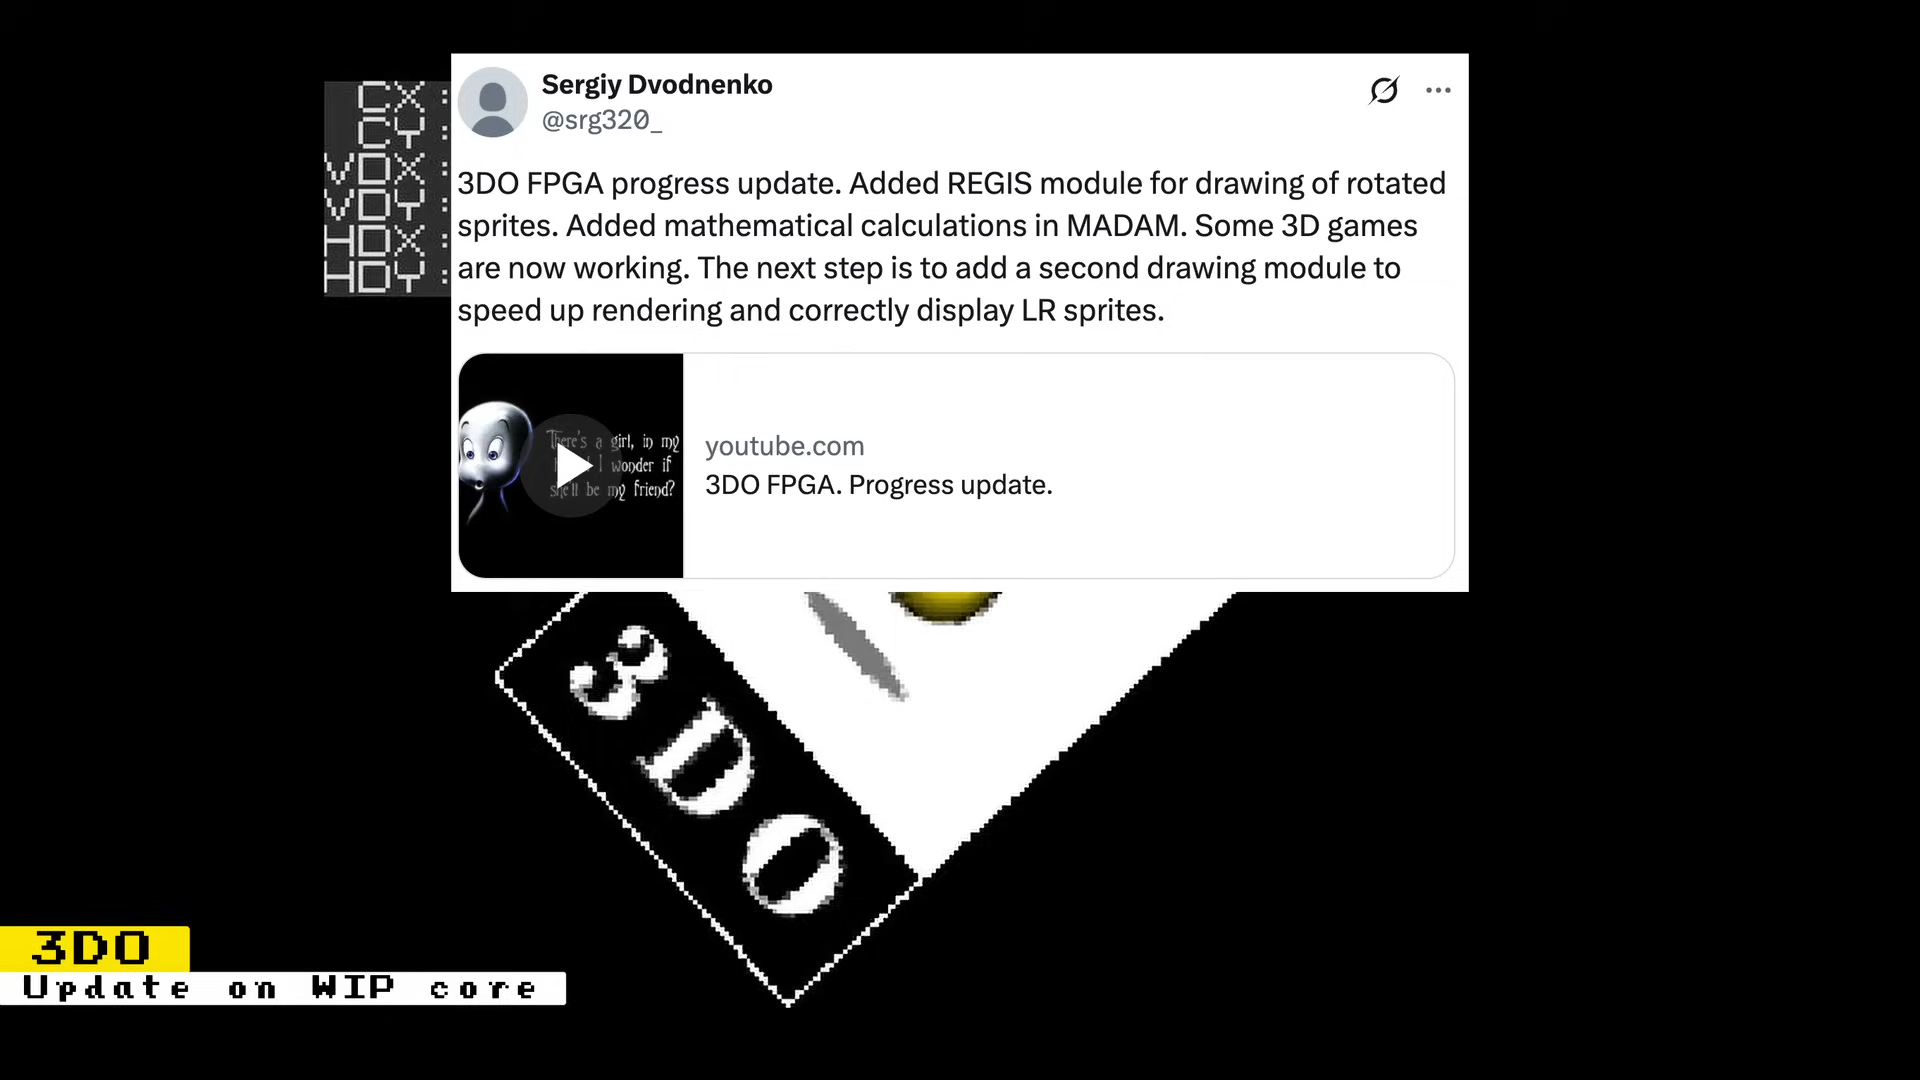 CX:
CY:
VDX:
VDY:
HDX:
HDY:
Sergiy Dvodnenko
@srg320_
3DO FPGA progress update. Added REGIS module for drawing of rotated
sprites. Added mathematical calculations in MADAM. Some 3D games
are now working. The next step is to add a second drawing module to
speed up rendering and correctly display LR sprites.
There's a girl, in my
I wonder if
she'll be my friend?
youtube.com
3DO FPGA. Progress update.
3DO
3DO
Update on WIP core